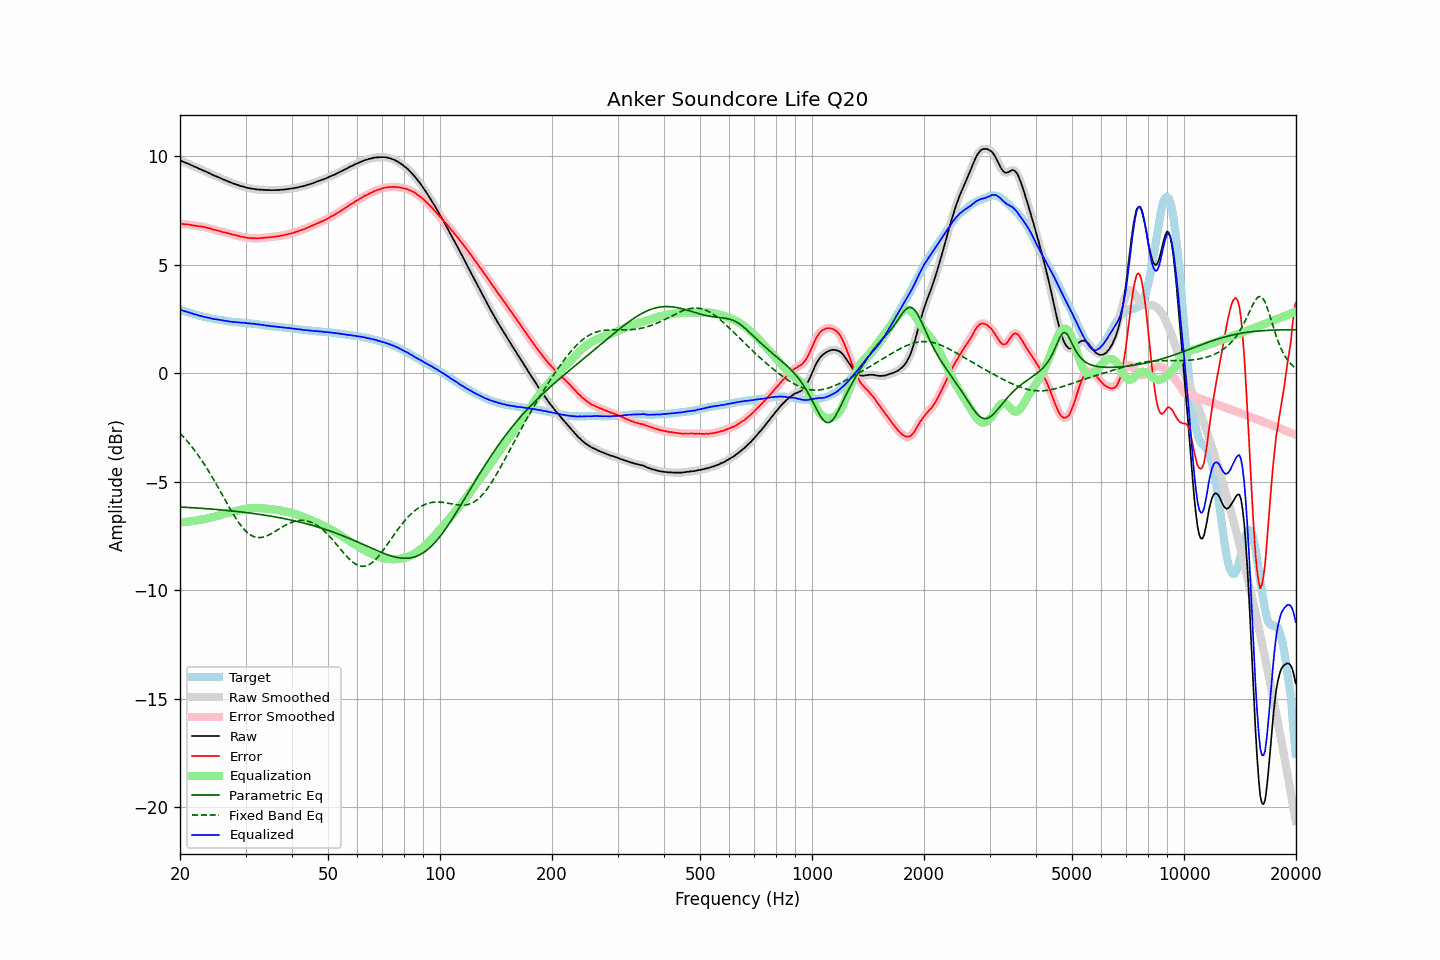 Anker Soundcore Life Q20
Amplitude (dBr)
10
5
0
−5
−10
−15
−20
Target
Raw Smoothed
Error Smoothed
Raw
Error
Equalization
Parametric Eq
Fixed Band Eq
Equalized
20 50 100 200 500 1000 2000 5000 10000 20000
Frequency (Hz)